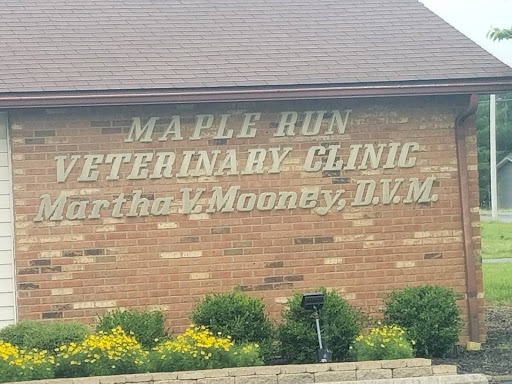 MAPLE RUN
VETERINARY CLINIC
Martha V. Mooney, D.V.M.